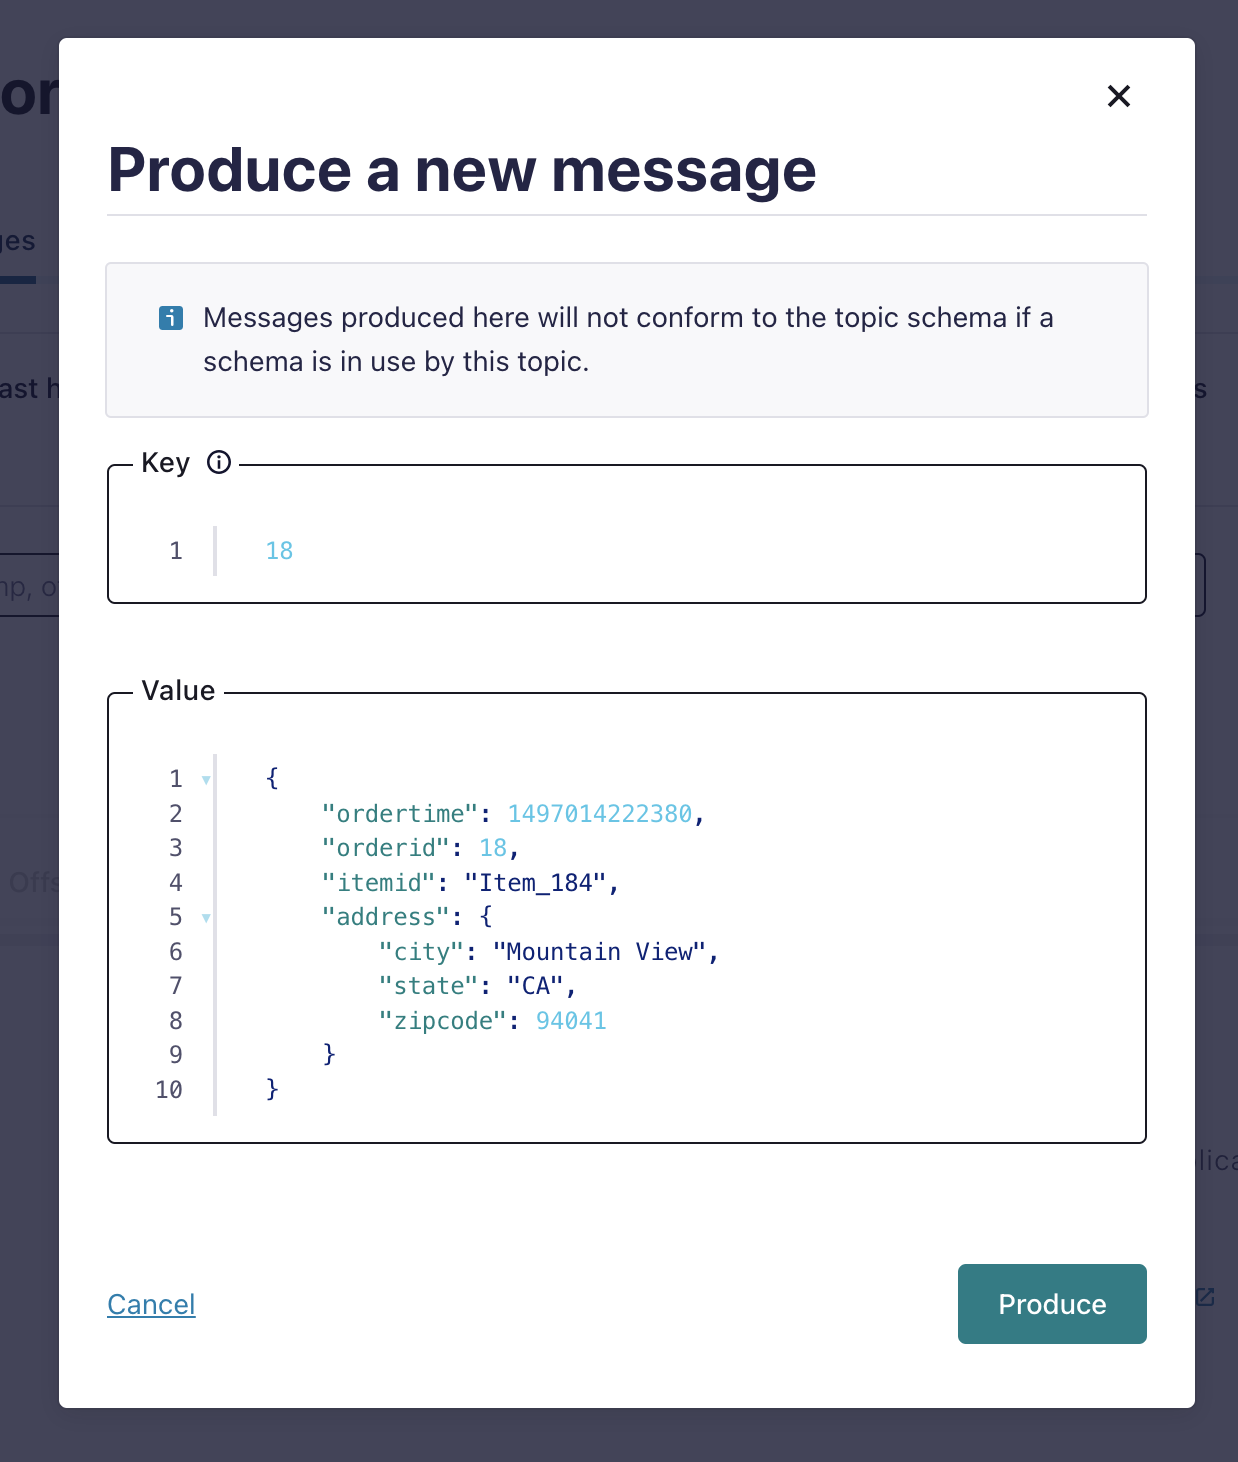 Produce a new message
Messages produced here will not conform to the topic schema if a
schema is in use by this topic.
Key
1 18
Value
1 {
2 "ordertime": 1497014222380,
3 "orderid": 18,
4 "itemid": "Item_184",
5 "address": {
6 "city": "Mountain View",
7 "state": "CA",
8 "zipcode": 94041
9 }
10 }
Cancel
Produce